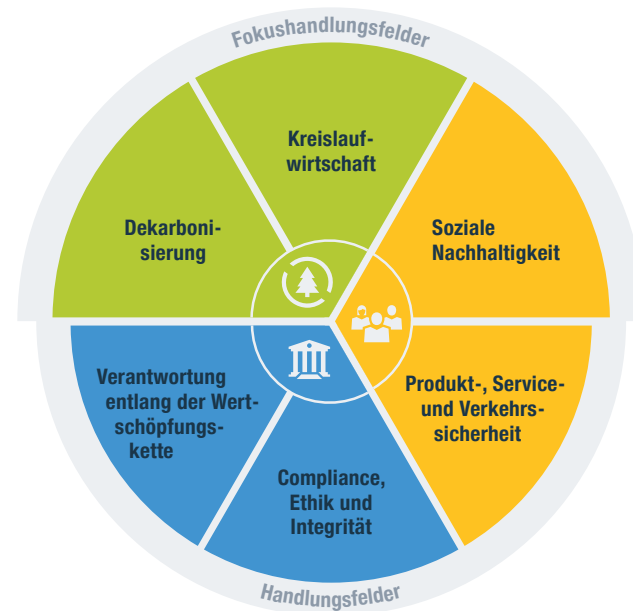 Fokushandlungsfelder
Kreislauf-
wirtschaft
Dekarboni-
sierung
Soziale
Nachhaltigkeit
Verantwortung
entlang der Wert-
schöpfungs-
kette
Produkt-, Service-
und Verkehrs-
sicherheit
Compliance,
Ethik und
Integrität
Handlungsfelder